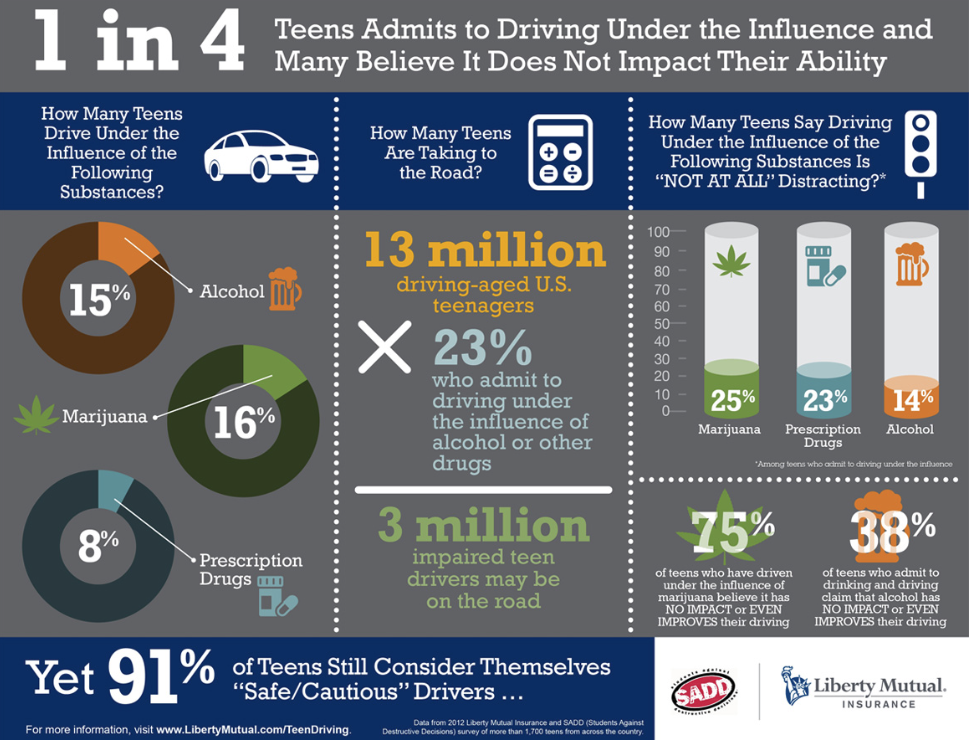 1 in 4
Teens Admits to Driving Under the Influence and
Many Believe It Does Not Impact Their Ability
How Many Teens
Drive Under the
Influence of the
Following
Substances?
15%
Alcohol
Marijuana
16%
8%
Prescription
Drugs
How Many Teens
Are Taking to
the Road?
+ -
= ÷
13 million
driving-aged U.S.
teenagers
X
23%
who admit to
driving under
the influence of
alcohol or other
drugs
3 million
impaired teen
drivers may be
on the road
How Many Teens Say Driving
Under the Influence of the
Following Substances Is
“NOT AT ALL” Distracting?*
100
90
80
70
60
50
40
30
20
10
0
25%
23%
14%
Marijuana
Prescription
Drugs
Alcohol
*Among teens who admit to driving under the influence
75%
of teens who have driven
under the influence of
marijuana believe it has
NO IMPACT or EVEN
IMPROVES their driving
38%
of teens who admit to
drinking and driving
claim that alcohol has
NO IMPACT or EVEN
IMPROVES their driving
Yet 91% of Teens Still Consider Themselves
“Safe/Cautious” Drivers ...
For more information, visit www.LibertyMutual.com/TeenDriving.
Data from 2012 Liberty Mutual Insurance and SADD (Students Against
Destructive Decisions) survey of more than 1,700 teens from across the country.
students against
SADD
destructive decisions
Liberty Mutual.
INSURANCE